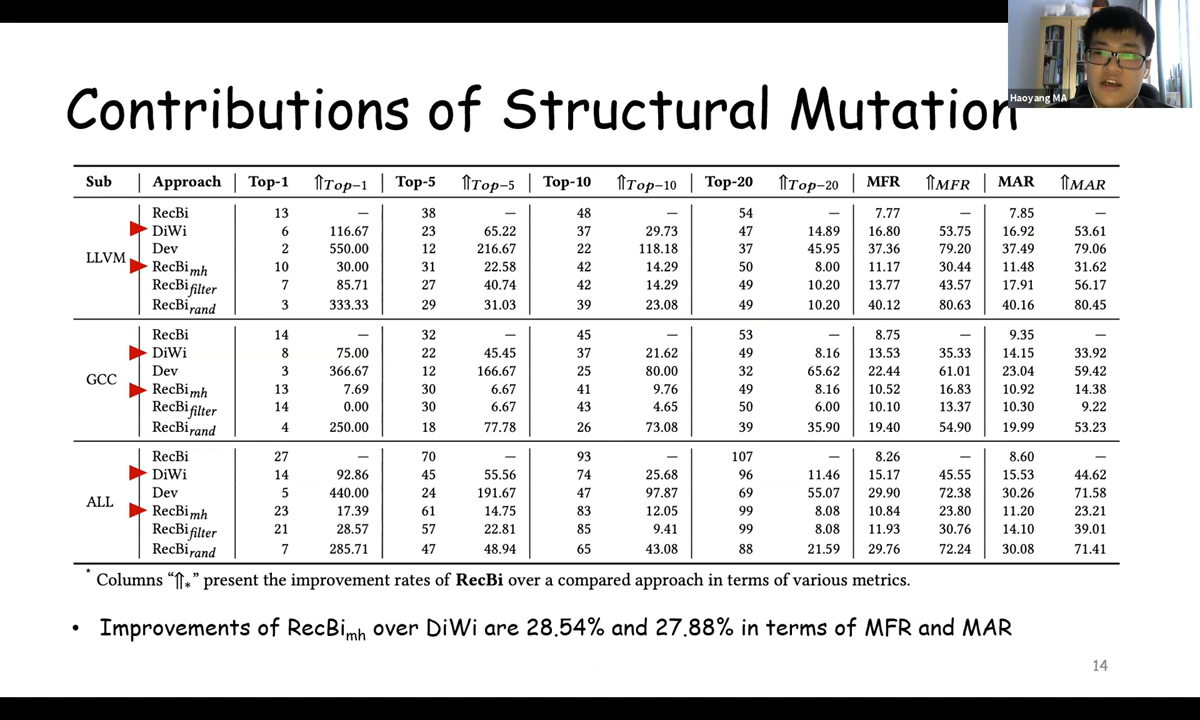 Haoyang MA
Contributions of Structural Mutation
Sub Approach Top-1 ⇑Top−1 Top-5 ⇑Top−5 Top-10 ⇑Top−10 Top-20 ⇑Top−20 MFR ⇑MFR MAR ⇑MAR
RecBi 13 — 38 — 48 — 54 — 7.77 — 7.85 —
DiWi 6 116.67 23 65.22 37 29.73 47 14.89 16.80 53.75 16.92 53.61
Dev 2 550.00 12 216.67 22 118.18 37 45.95 37.36 79.20 37.49 79.06
LLVM
RecBimh 10 30.00 31 22.58 42 14.29 50 8.00 11.17 30.44 11.48 31.62
RecBifilter 7 85.71 27 40.74 42 14.29 49 10.20 13.77 43.57 17.91 56.17
RecBirand 3 333.33 29 31.03 39 23.08 49 10.20 40.12 80.63 40.16 80.45
RecBi 14 — 32 — 45 — 53 — 8.75 — 9.35 —
DiWi 8 75.00 22 45.45 37 21.62 49 8.16 13.53 35.33 14.15 33.92
Dev 3 366.67 12 166.67 25 80.00 32 65.62 22.44 61.01 23.04 59.42
GCC
RecBimh 13 7.69 30 6.67 41 9.76 49 8.16 10.52 16.83 10.92 14.38
RecBifilter 14 0.00 30 6.67 43 4.65 50 6.00 10.10 13.37 10.30 9.22
RecBirand 4 250.00 18 77.78 26 73.08 39 35.90 19.40 54.90 19.99 53.23
RecBi 27 — 70 — 93 — 107 — 8.26 — 8.60 —
DiWi 14 92.86 45 55.56 74 25.68 96 11.46 15.17 45.55 15.53 44.62
Dev 5 440.00 24 191.67 47 97.87 69 55.07 29.90 72.38 30.26 71.58
ALL
RecBimh 23 17.39 61 14.75 83 12.05 99 8.08 10.84 23.80 11.20 23.21
RecBifilter 21 28.57 57 22.81 85 9.41 99 8.08 11.93 30.76 14.10 39.01
RecBirand 7 285.71 47 48.94 65 43.08 88 21.59 29.76 72.24 30.08 71.41
* Columns “⇑*” present the improvement rates of RecBi over a compared approach in terms of various metrics.
• Improvements of RecBimh over DiWi are 28.54% and 27.88% in terms of MFR and MAR
14